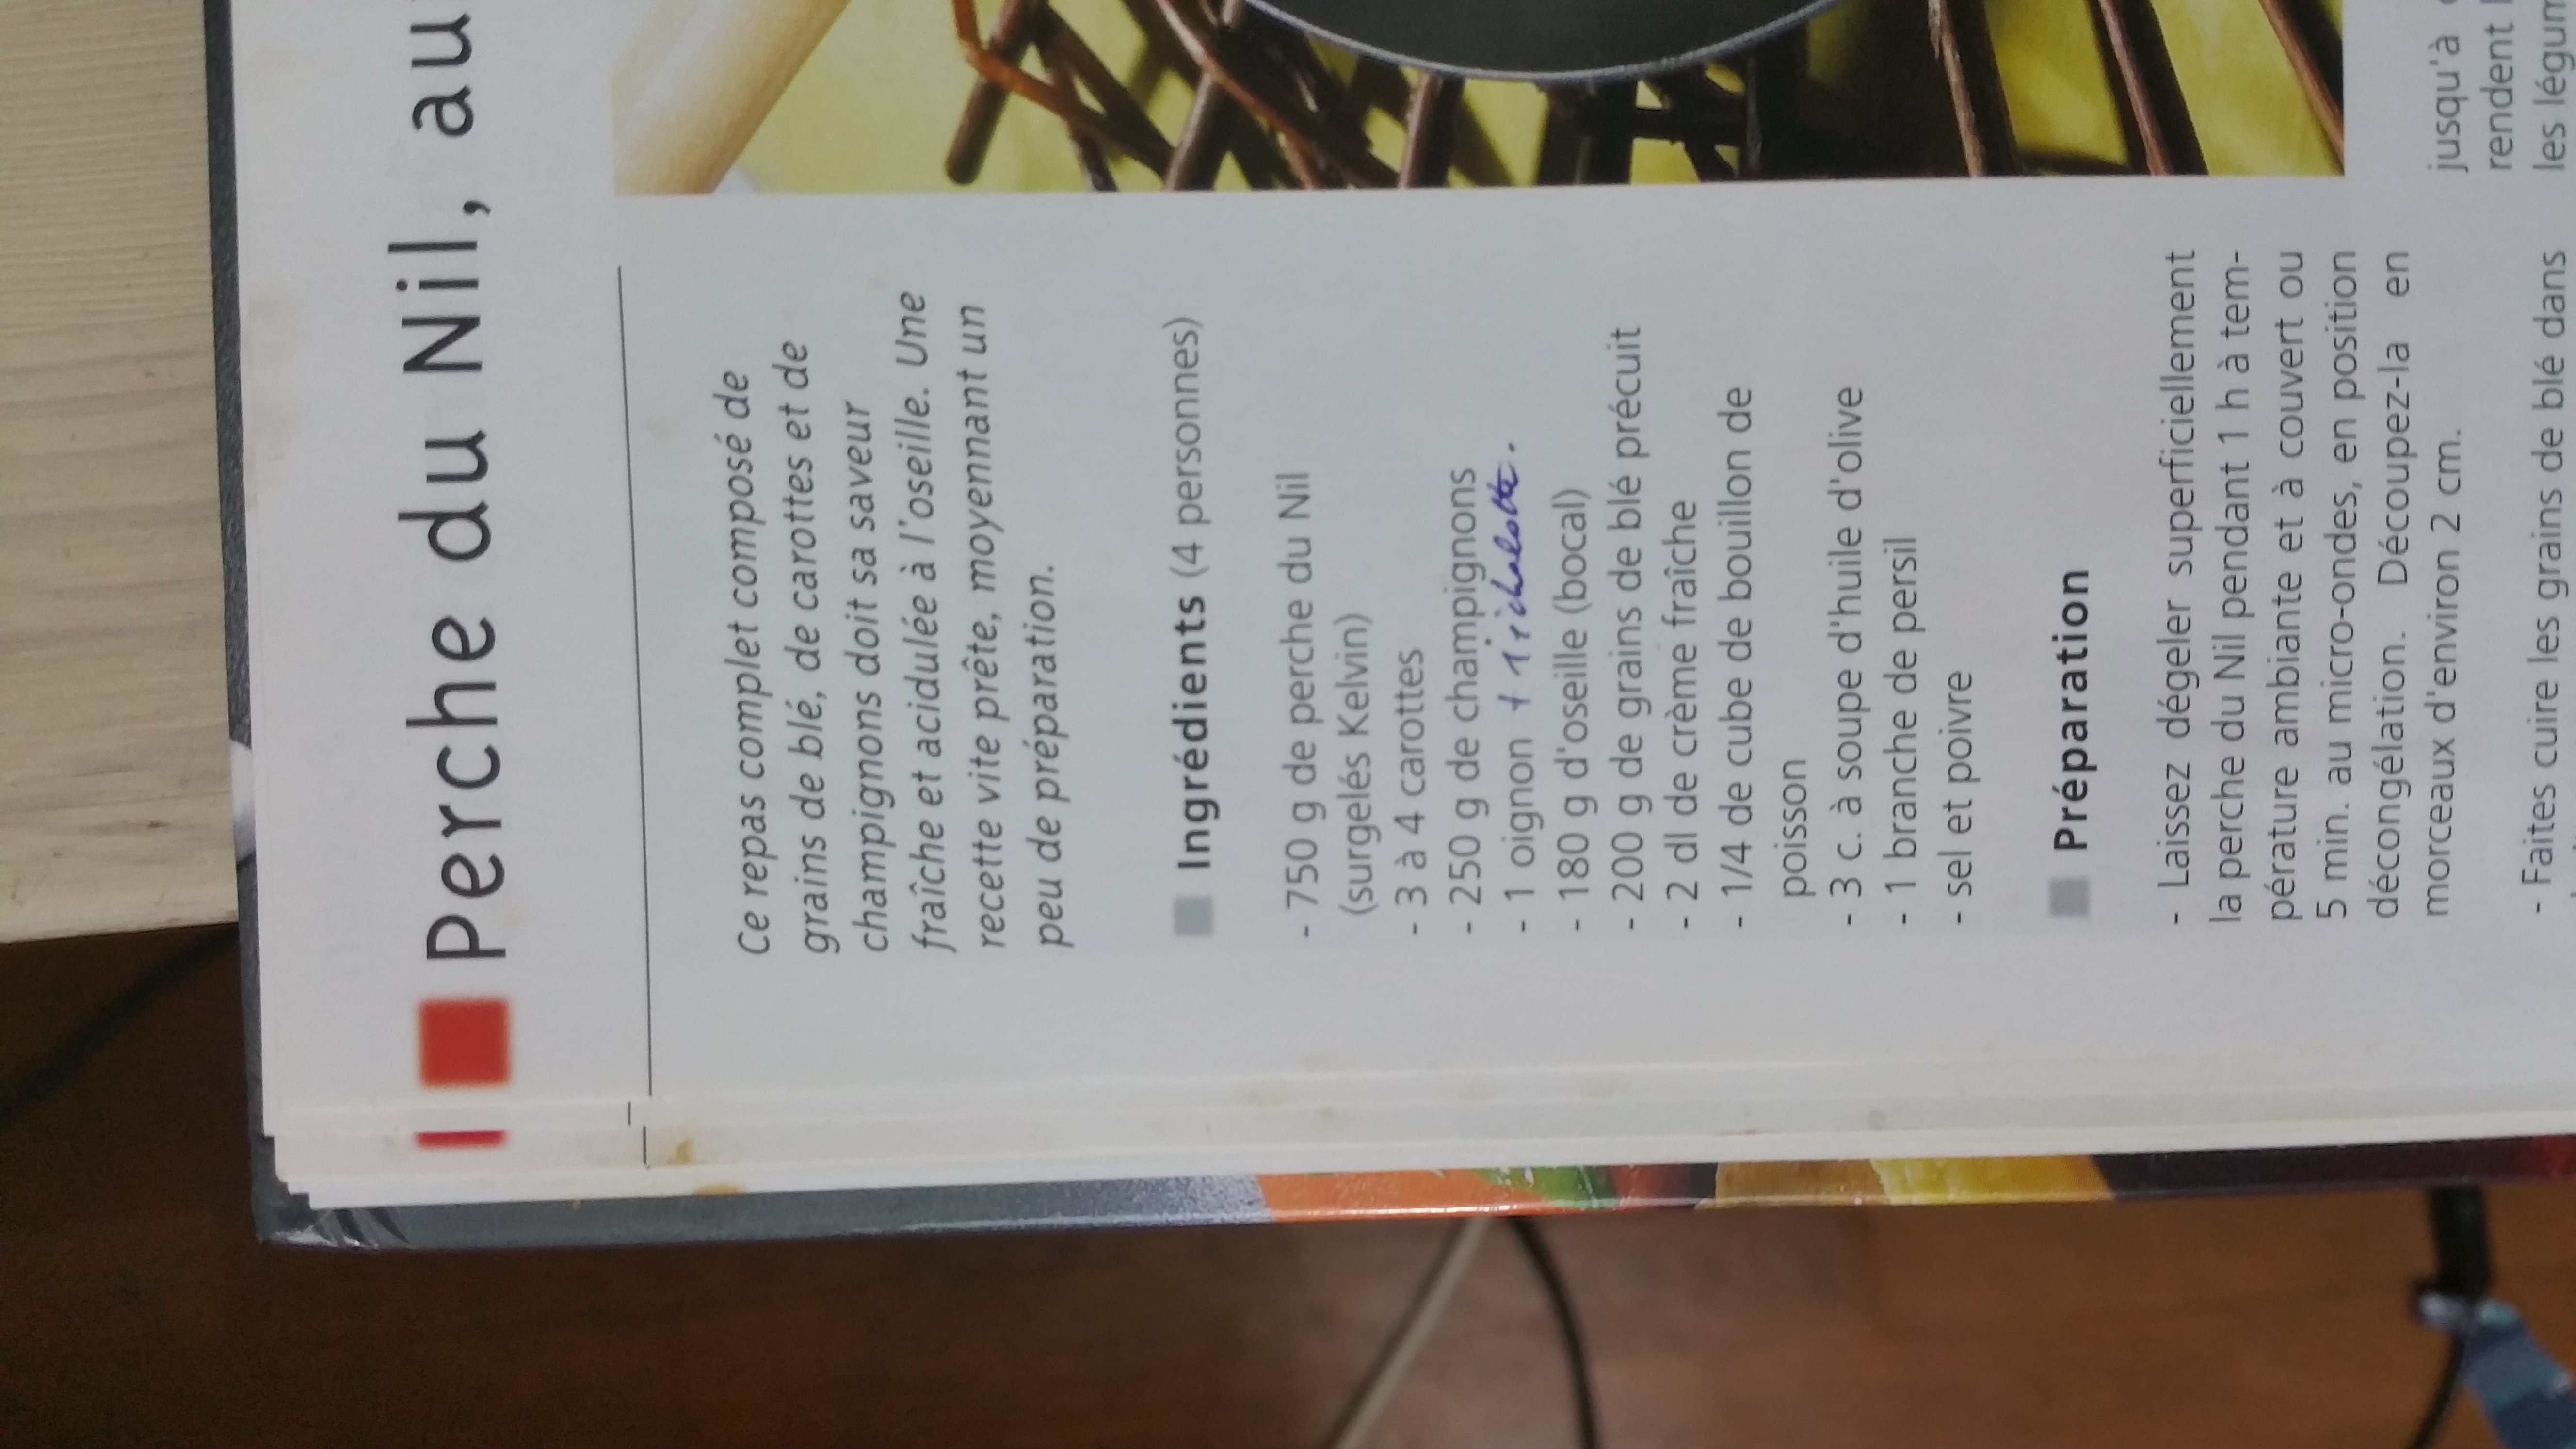 Perche du Nil, au
Ce repas complet composé de
grains de blé, de carottes et de
champignons doit sa saveur
fraîche et acidulée à l'oseille. Une
recette vite prête, moyennant un
peu de préparation.
Ingrédients (4 personnes)
- 750 g de perche du Nil
(surgelés Kelvin)
- 3 à 4 carottes
- 250 g de champignons
- 1 oignon + 1 échalotte.
- 180 g d'oseille (bocal)
- 200 g de grains de blé précuit
- 2 dl de crème fraîche
- 1/4 de cube de bouillon de
poisson
- 3 c. à soupe d'huile d'olive
- 1 branche de persil
- sel et poivre
Préparation
- Laissez dégeler superficiellement
la perche du Nil pendant 1 h à tem-
pérature ambiante et à couvert ou
5 min. au micro-ondes, en position
décongélation. Découpez-la en
morceaux d'environ 2 cm.
- Faites cuire les grains de blé dans
jusqu'à
rendent
les